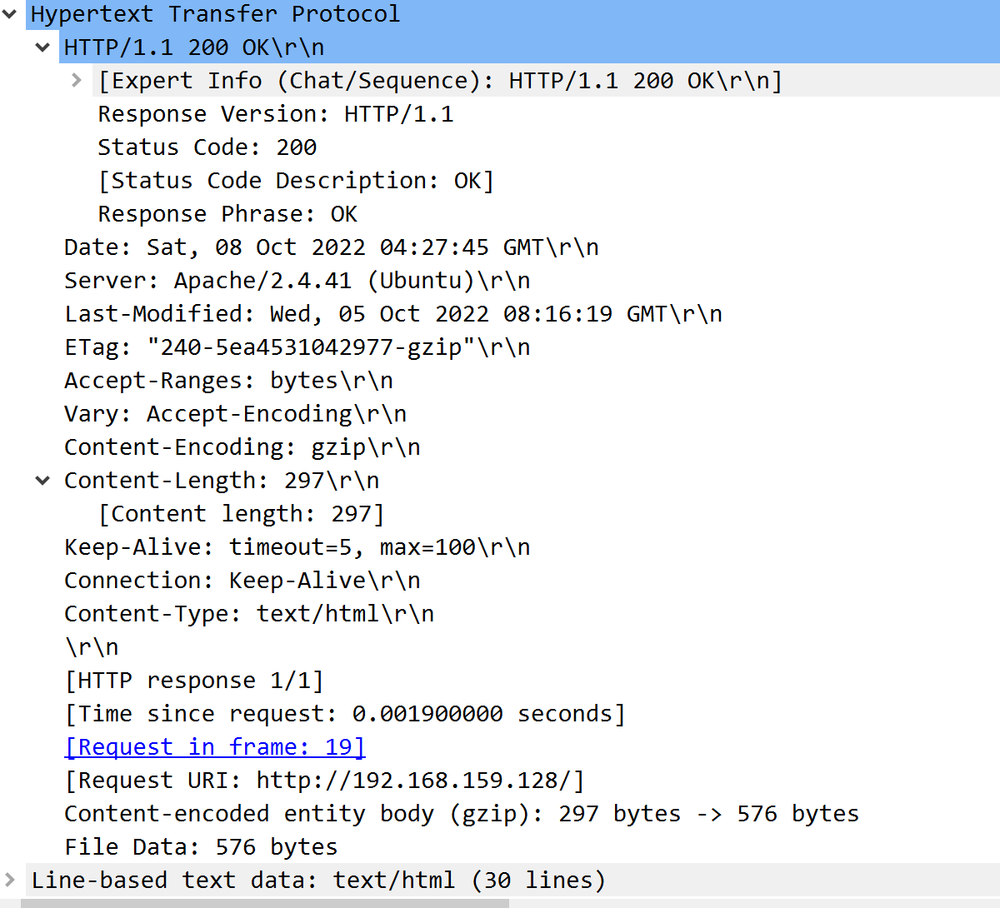 Hypertext Transfer Protocol
HTTP/1.1 200 OK\r\n
[Expert Info (Chat/Sequence): HTTP/1.1 200 OK\r\n]
Response Version: HTTP/1.1
Status Code: 200
[Status Code Description: OK]
Response Phrase: OK
Date: Sat, 08 Oct 2022 04:27:45 GMT\r\n
Server: Apache/2.4.41 (Ubuntu)\r\n
Last-Modified: Wed, 05 Oct 2022 08:16:19 GMT\r\n
ETag: "240-5ea4531042977-gzip"\r\n
Accept-Ranges: bytes\r\n
Vary: Accept-Encoding\r\n
Content-Encoding: gzip\r\n
Content-Length: 297\r\n
[Content length: 297]
Keep-Alive: timeout=5, max=100\r\n
Connection: Keep-Alive\r\n
Content-Type: text/html\r\n
\r\n
[HTTP response 1/1]
[Time since request: 0.001900000 seconds]
[Request in frame: 19]
[Request URI: http://192.168.159.128/]
Content-encoded entity body (gzip): 297 bytes -> 576 bytes
File Data: 576 bytes
Line-based text data: text/html (30 lines)